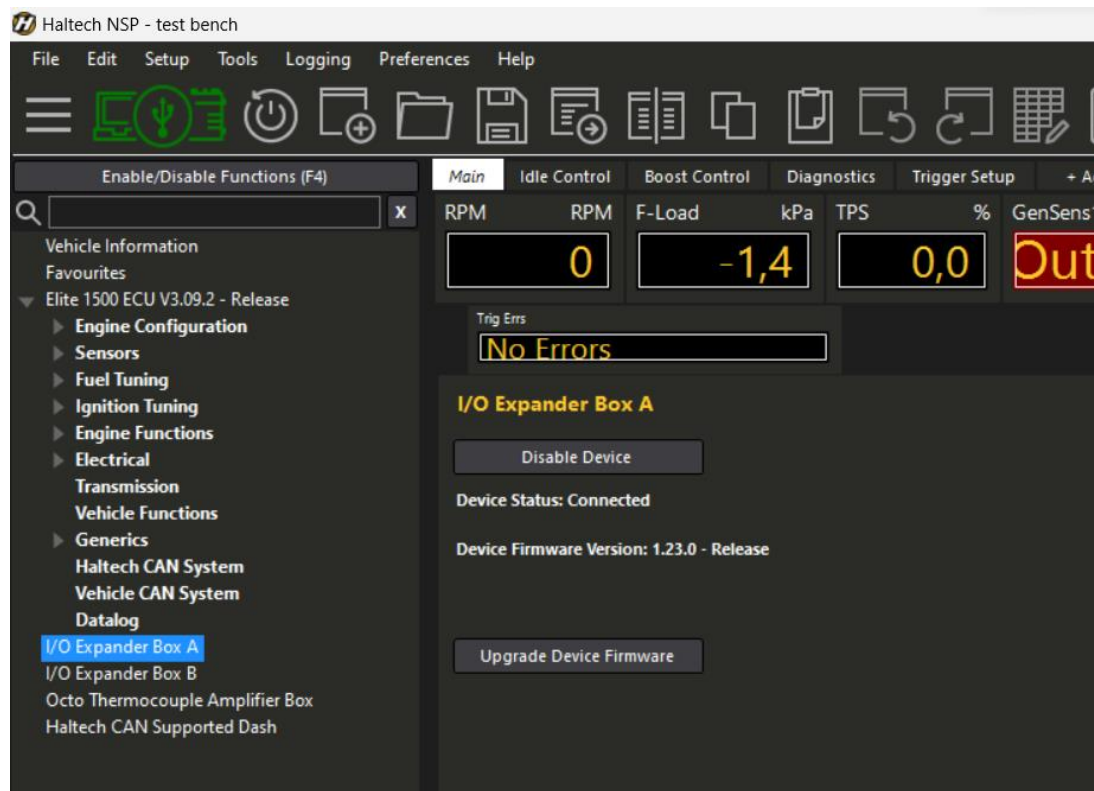 Haltech NSP - test bench
File Edit Setup Tools Logging Preferences Help
Enable/Disable Functions (F4)
Main Idle Control Boost Control Diagnostics Trigger Setup
X
RPM RPM F-Load kPa TPS %
0 -1,4 0,0 Out
Vehicle Information
Favourites
Elite 1500 ECU V3.09.2 - Release
Engine Configuration
Sensors
Fuel Tuning
Ignition Tuning
Engine Functions
Electrical
Transmission
Vehicle Functions
Generics
Haltech CAN System
Vehicle CAN System
Datalog
I/O Expander Box A
I/O Expander Box B
Octo Thermocouple Amplifier Box
Haltech CAN Supported Dash
Trig Errs
No Errors
I/O Expander Box A
Disable Device
Device Status: Connected
Device Firmware Version: 1.23.0 - Release
Upgrade Device Firmware